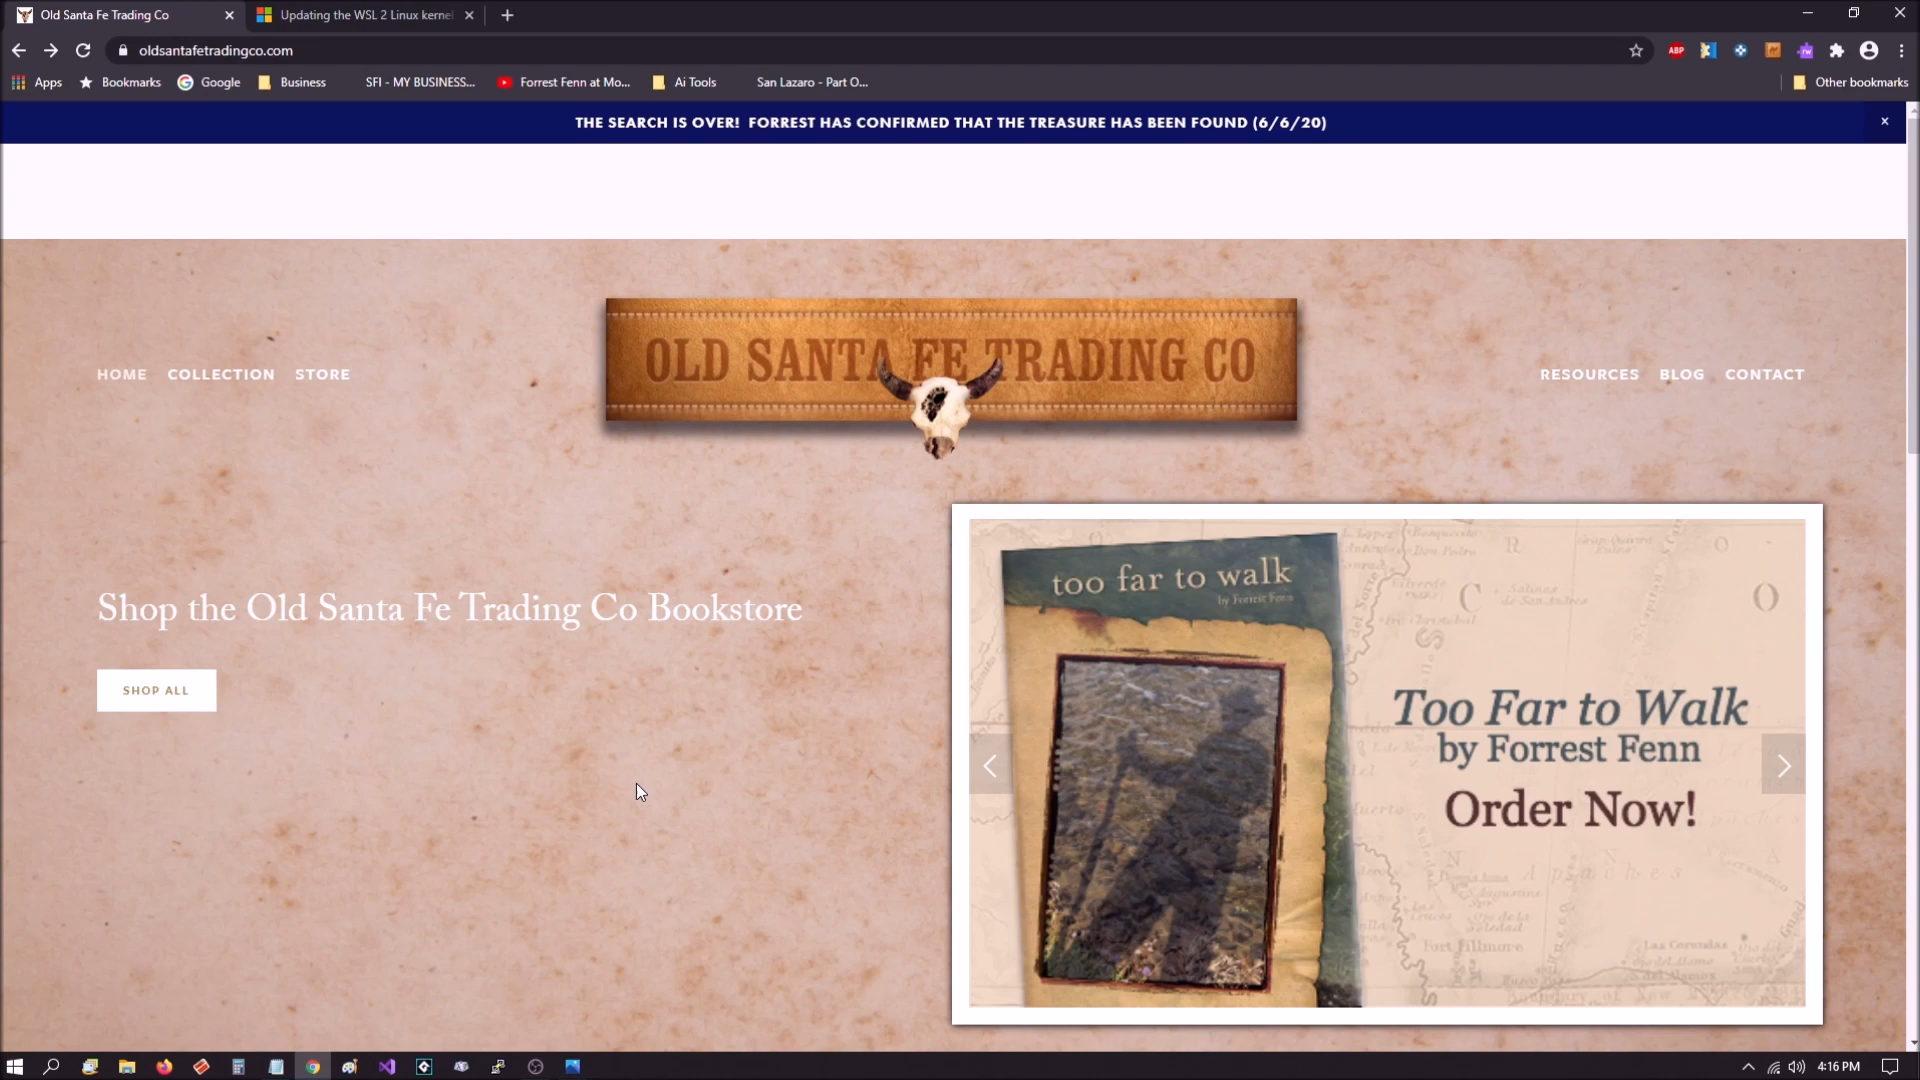 Old Santa Fe Trading Co
Updating the WSL 2 Linux kernel
oldsantafetradingco.com
ABP
Apps
Bookmarks
Google
Business
SFI - MY BUSINESS...
Forrest Fenn at Mo...
Ai Tools
San Lazaro - Part O...
Other bookmarks
THE SEARCH IS OVER! FORREST HAS CONFIRMED THAT THE TREASURE HAS BEEN FOUND (6/6/20)
OLD SANTA FE TRADING CO
HOME COLLECTION STORE
RESOURCES BLOG CONTACT
Shop the Old Santa Fe Trading Co Bookstore
SHOP ALL
too far to walk
by Forrest Fenn
Too Far to Walk
by Forrest Fenn
Order Now!
Fort Fillmore
4:16 PM